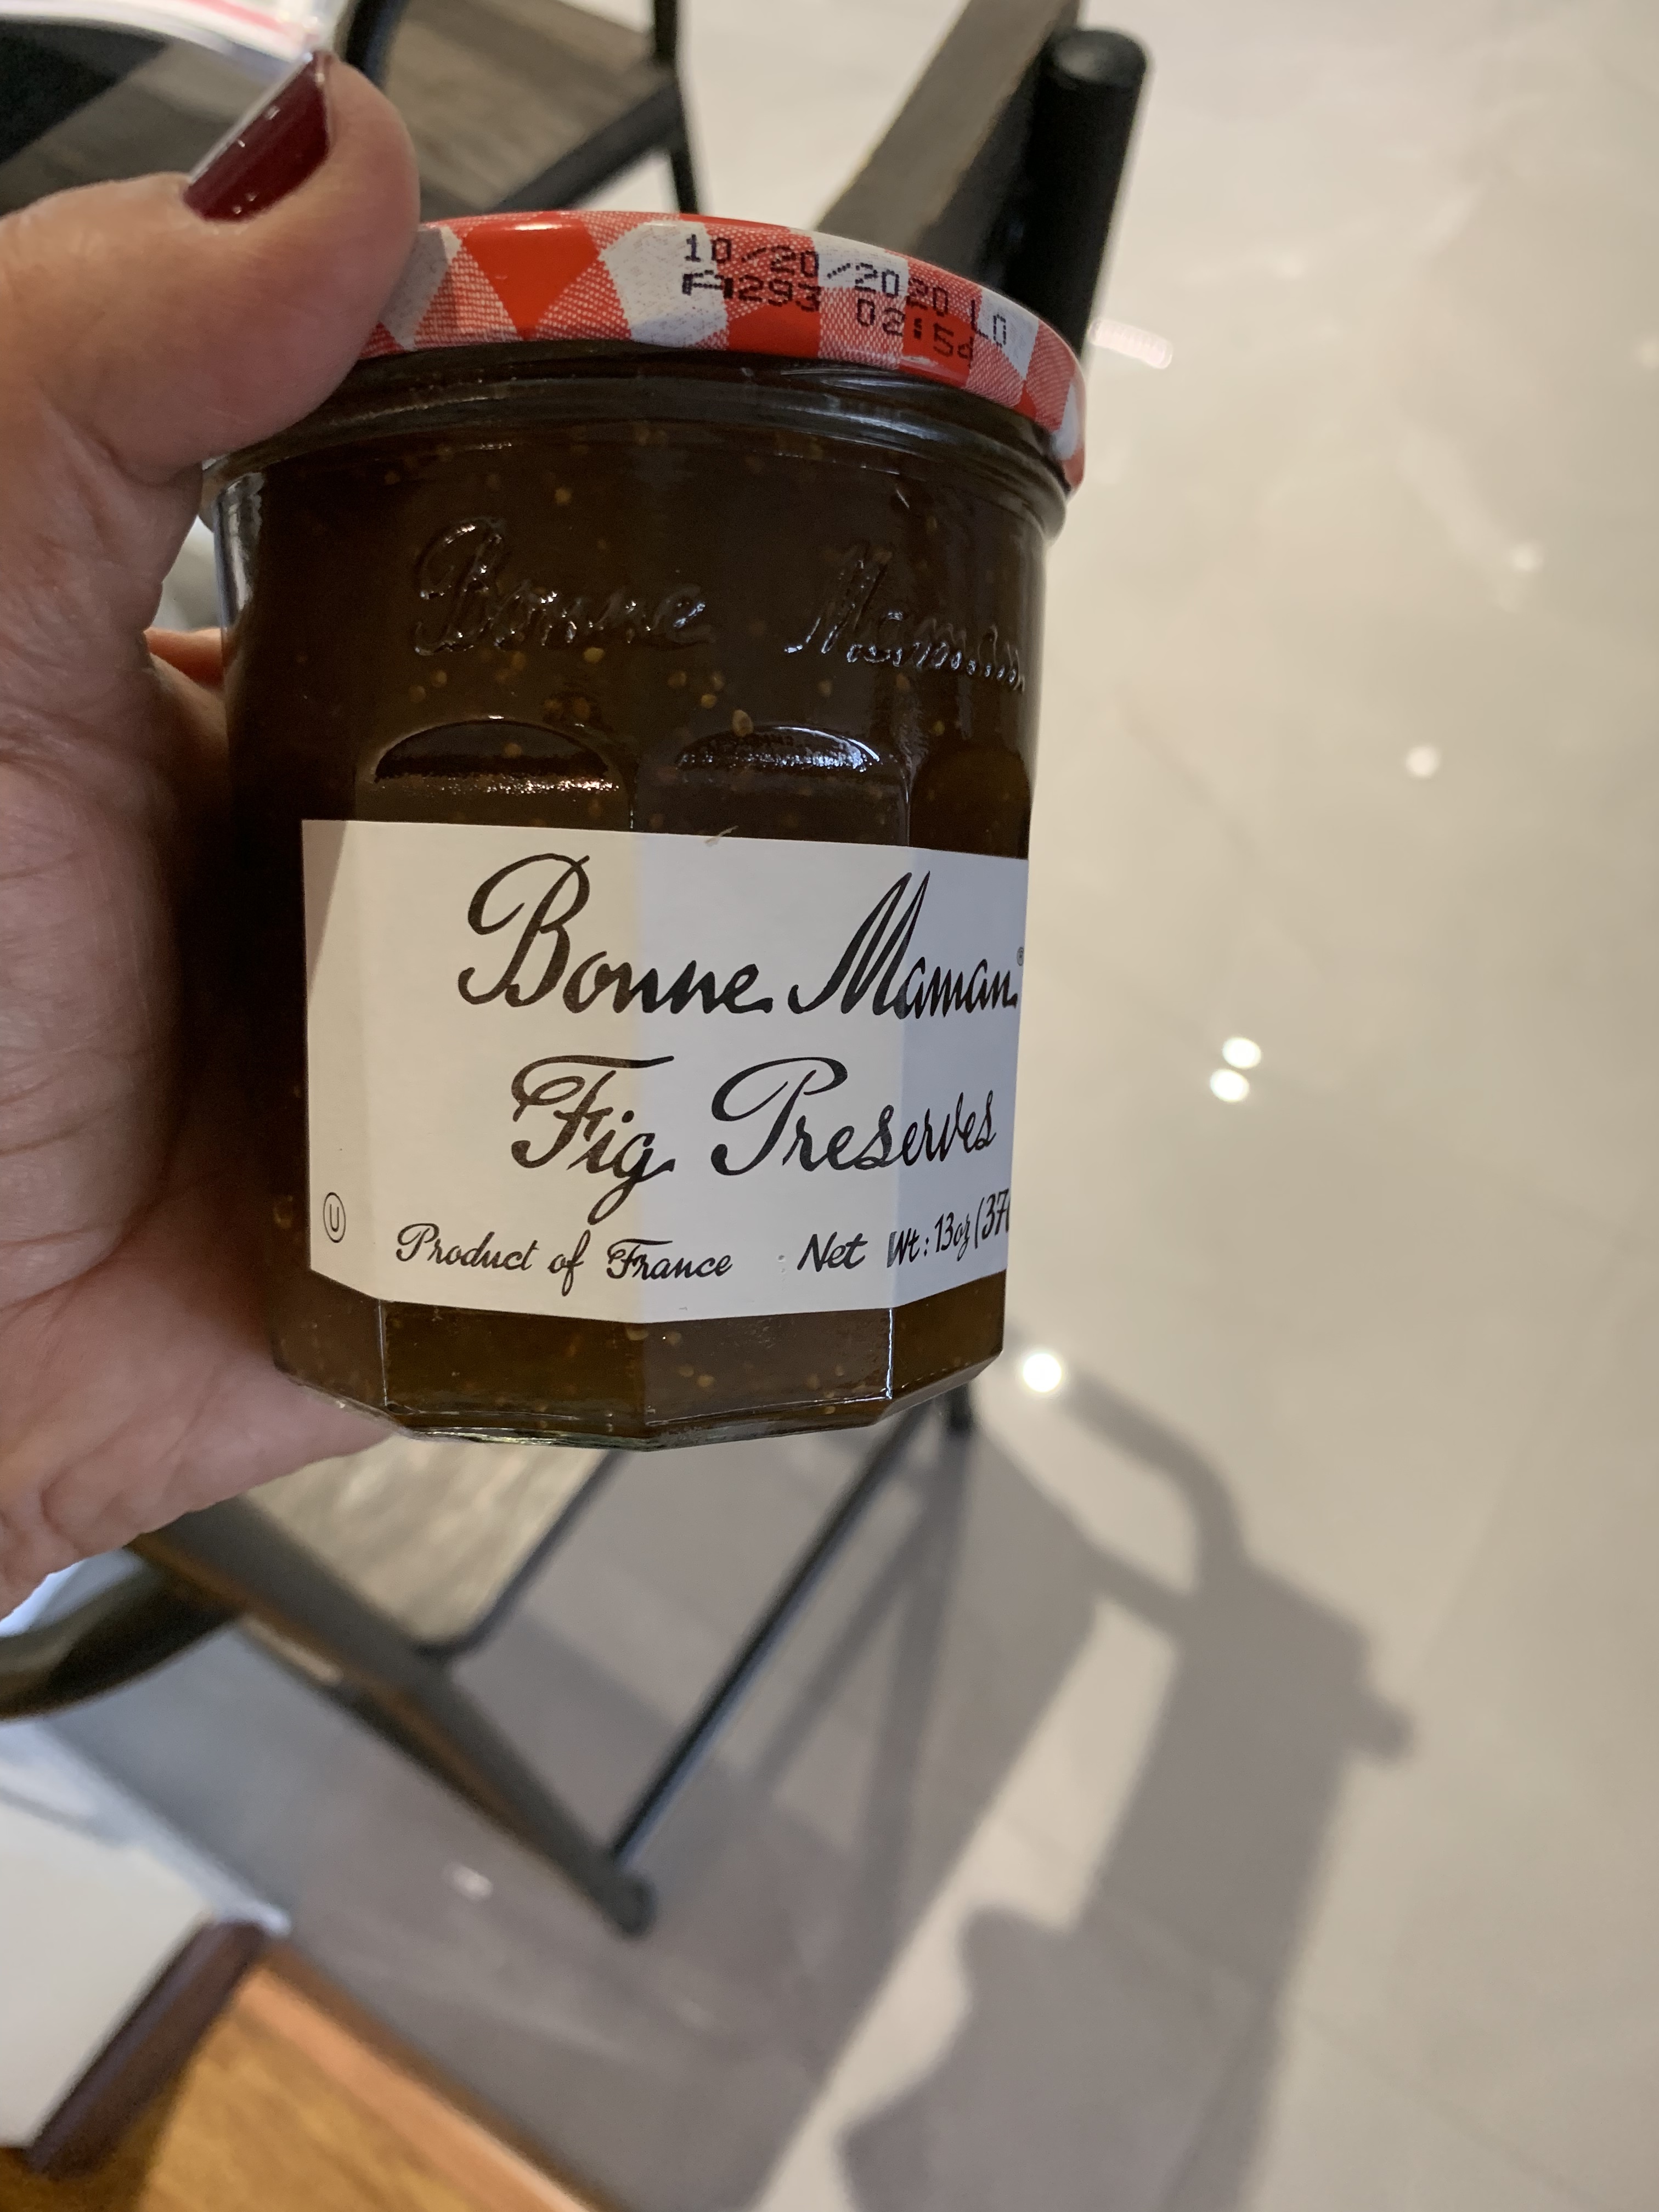 10/20/2020 L0
A293 02:54
Bonne Maman
Bonne Maman®
Fig Preserves
U
Product of France Net Wt: 13oz (37